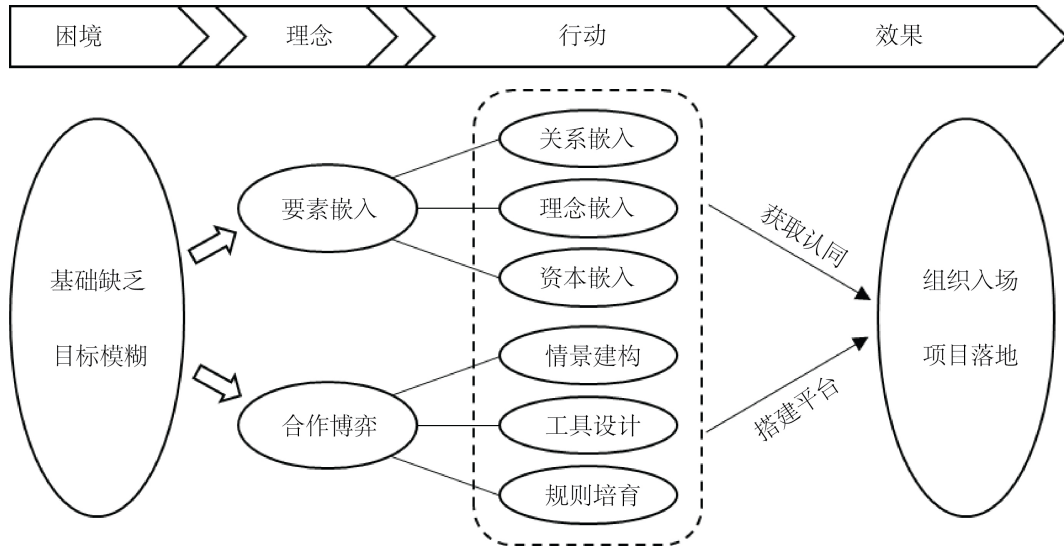 困境
理念
行动
效果
基础缺乏
目标模糊
要素嵌入
合作博弈
关系嵌入
理念嵌入
资本嵌入
情景建构
工具设计
规则培育
获取认同
搭建平台
组织入场
项目落地